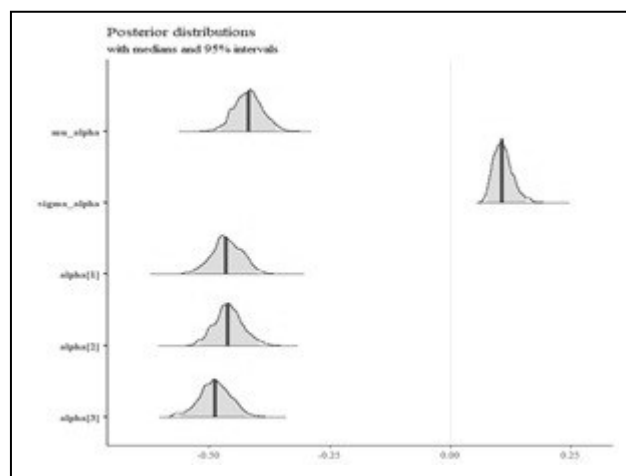 Posterior distributions
with medians and 95% intervals
mu_alpha
sigma_alpha
alpha[1]
alpha[2]
alpha[3]
-0.50
-0.25
0.00
0.25